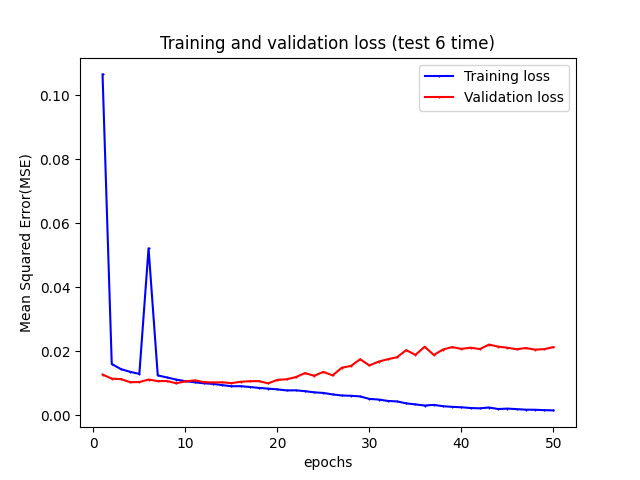 Training and validation loss (test 6 time)
Training loss
Validation loss
Mean Squared Error(MSE)
0.10
0.08
0.06
0.04
0.02
0.00
0 10 20 30 40 50
epochs